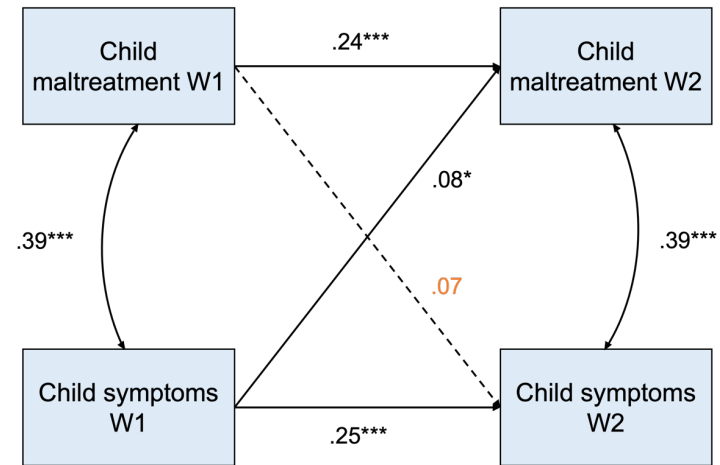 Child
maltreatment W1
.24***
Child
maltreatment W2
.08*
.39***
.39***
.07
Child symptoms
W1
.25***
Child symptoms
W2